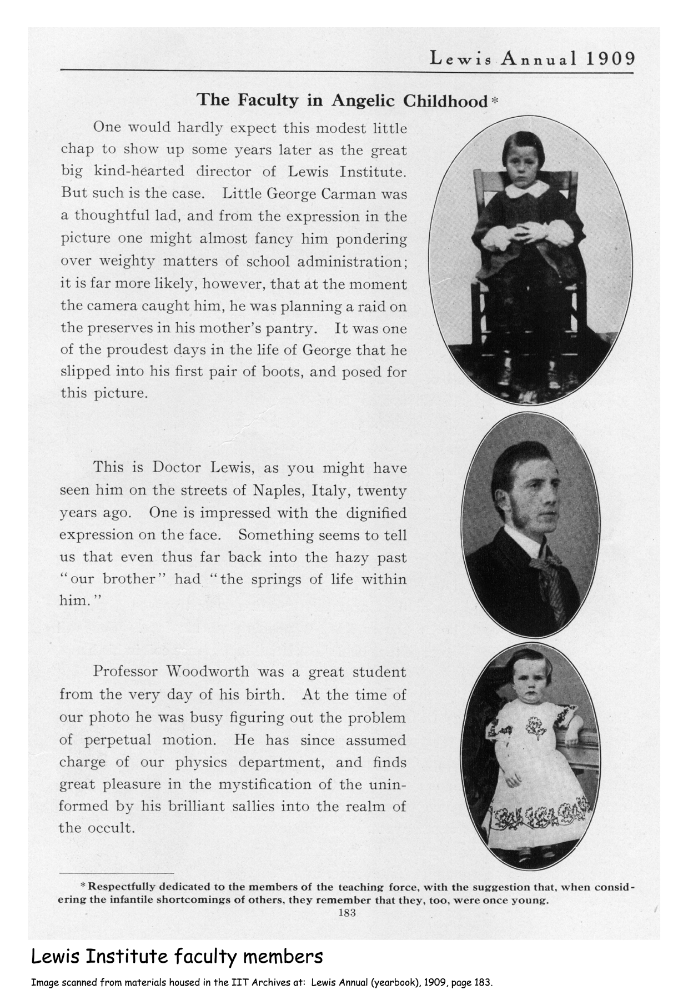 Lewis Annual 1909
The Faculty in Angelic Childhood*
One would hardly expect this modest little
chap to show up some years later as the great
big kind-hearted director of Lewis Institute.
But such is the case. Little George Carman was
a thoughtful lad, and from the expression in the
picture one might almost fancy him pondering
over weighty matters of school administration;
it is far more likely, however, that at the moment
the camera caught him, he was planning a raid on
the preserves in his mother's pantry. It was one
of the proudest days in the life of George that he
slipped into his first pair of boots, and posed for
this picture.
This is Doctor Lewis, as you might have
seen him on the streets of Naples, Italy, twenty
years ago. One is impressed with the dignified
expression on the face. Something seems to tell
us that even thus far back into the hazy past
“our brother” had “the springs of life within
him.”
Professor Woodworth was a great student
from the very day of his birth. At the time of
our photo he was busy figuring out the problem
of perpetual motion. He has since assumed
charge of our physics department, and finds
great pleasure in the mystification of the unin-
formed by his brilliant sallies into the realm of
the occult.
*Respectfully dedicated to the members of the teaching force, with the suggestion that, when consid-
ering the infantile shortcomings of others, they remember that they, too, were once young.
183
Lewis Institute faculty members
Image scanned from materials housed in the IIT Archives at: Lewis Annual (yearbook), 1909, page 183.